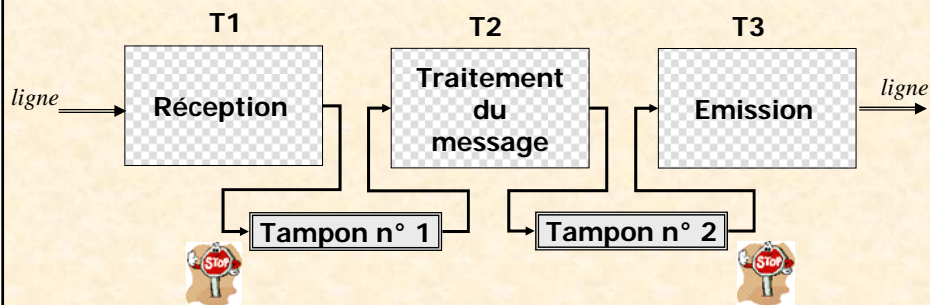 T1
T2
T3
ligne
Réception
Traitement
du
message
Emission
ligne
Tampon n° 1
Tampon n° 2
STOP
STOP